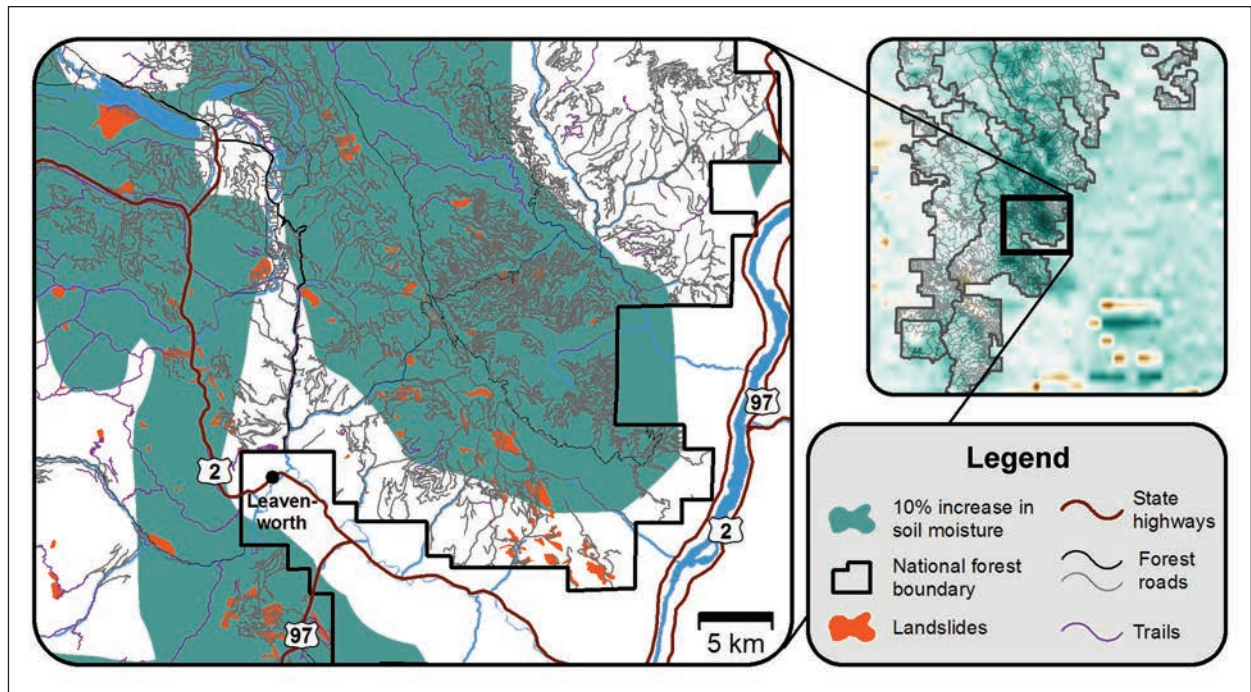 97
2
Leaven-
worth
2
97
5 km
Legend
10% increase in
soil moisture
National forest
boundary
Landslides
State
highways
Forest
roads
Trails